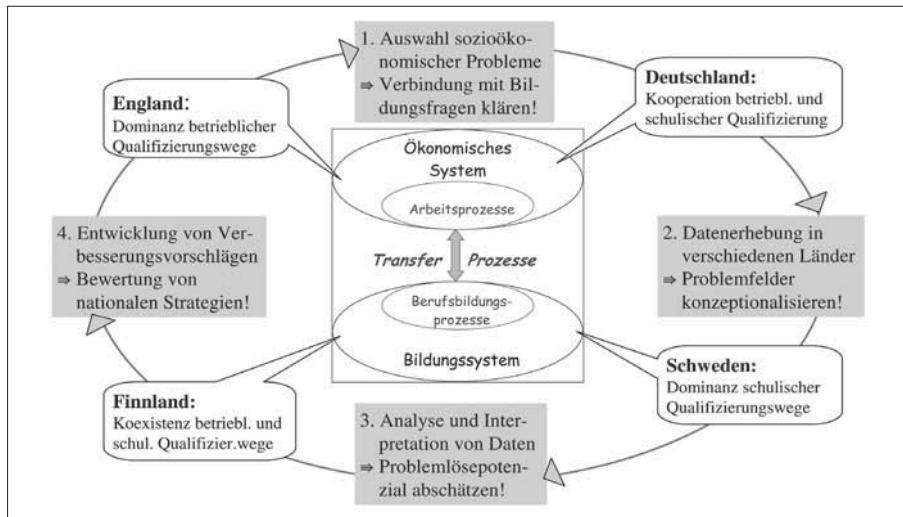 1. Auswahl sozioöko-
nomischer Probleme
⇒ Verbindung mit Bil-
dungsfragen klären!
Deutschland:
Kooperation betriebl. und
schulischer Qualifizierung
England:
Dominanz betrieblicher
Qualifizierungswege
Ökonomisches
System
Arbeitsprozesse
Transfer Prozesse
Berufsbildungs-
prozesse
Bildungssystem
2. Datenerhebung in
verschiedenen Länder
⇒ Problemfelder
konzeptionalisieren!
4. Entwicklung von Ver-
besserungsvorschlägen
⇒ Bewertung von
nationalen Strategien!
Schweden:
Dominanz schulischer
Qualifizierungswege
Finnland:
Koexistenz betriebl. und
schul. Qualifizier.wege
3. Analyse und Inter-
pretation von Daten
⇒ Problemlösepoten-
zial abschätzen!